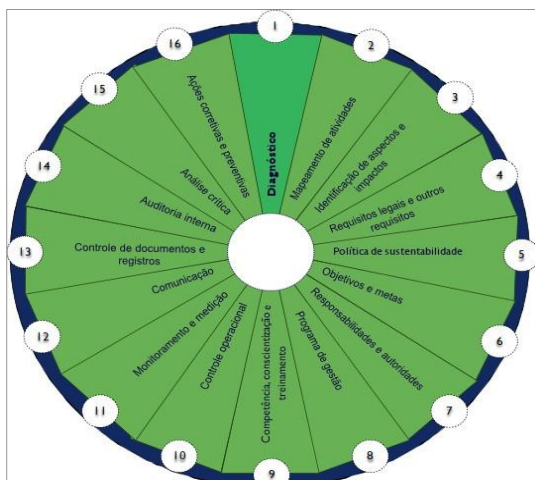 1
Diagnóstico
2
Mapeamento de atividades
3
Identificação de aspectos e
impactos
4
Requisitos legais e outros
requisitos
5
Política de sustentabilidade
6
Objetivos e metas
7
Responsabilidades e autoridades
8
Programa de gestão
9
Competência, conscientização e
treinamento
10
Controle operacional
11
Monitoramento e medição
12
Comunicação
13
Controle de documentos e
registros
14
Auditoria interna
15
Análise crítica
16
Ações corretivas e preventivas